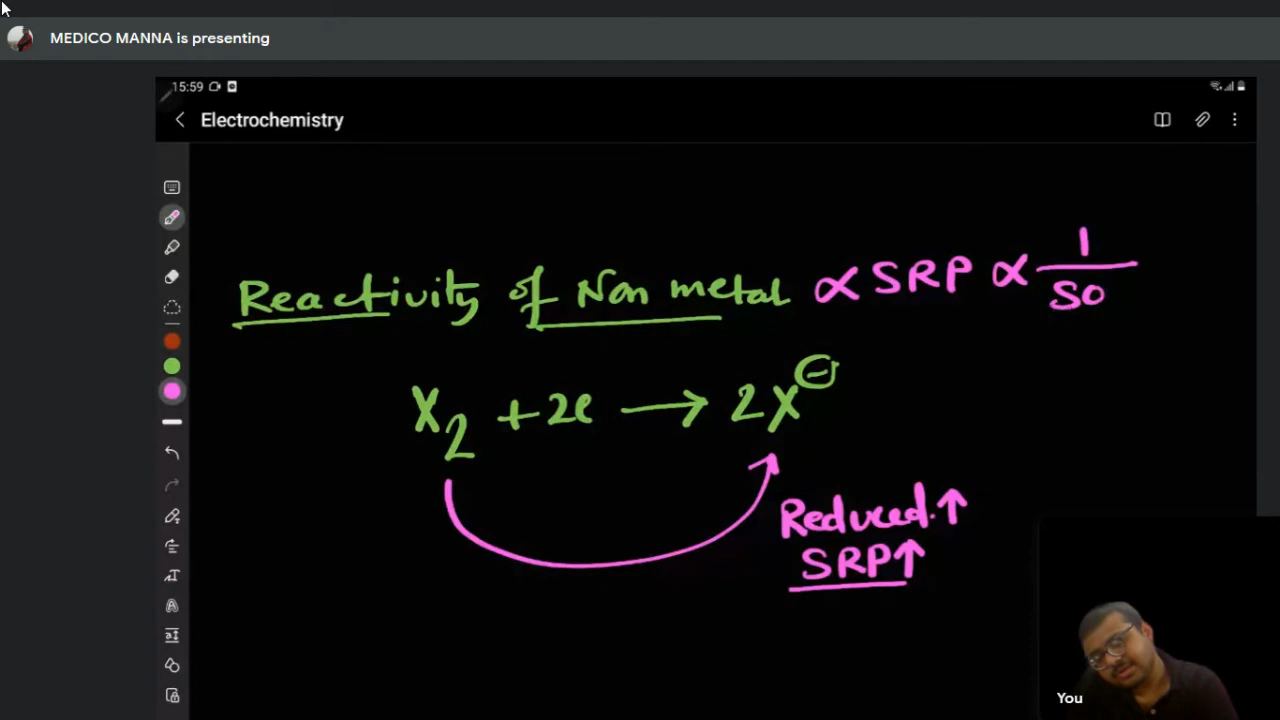 MEDICO MANNA is presenting
15:59
Electrochemistry
Reactivity of Non metal ∝ SRP ∝ 1/SO
X₂ + 2e → 2X⊖
Reduced. ↑
SRP ↑
You